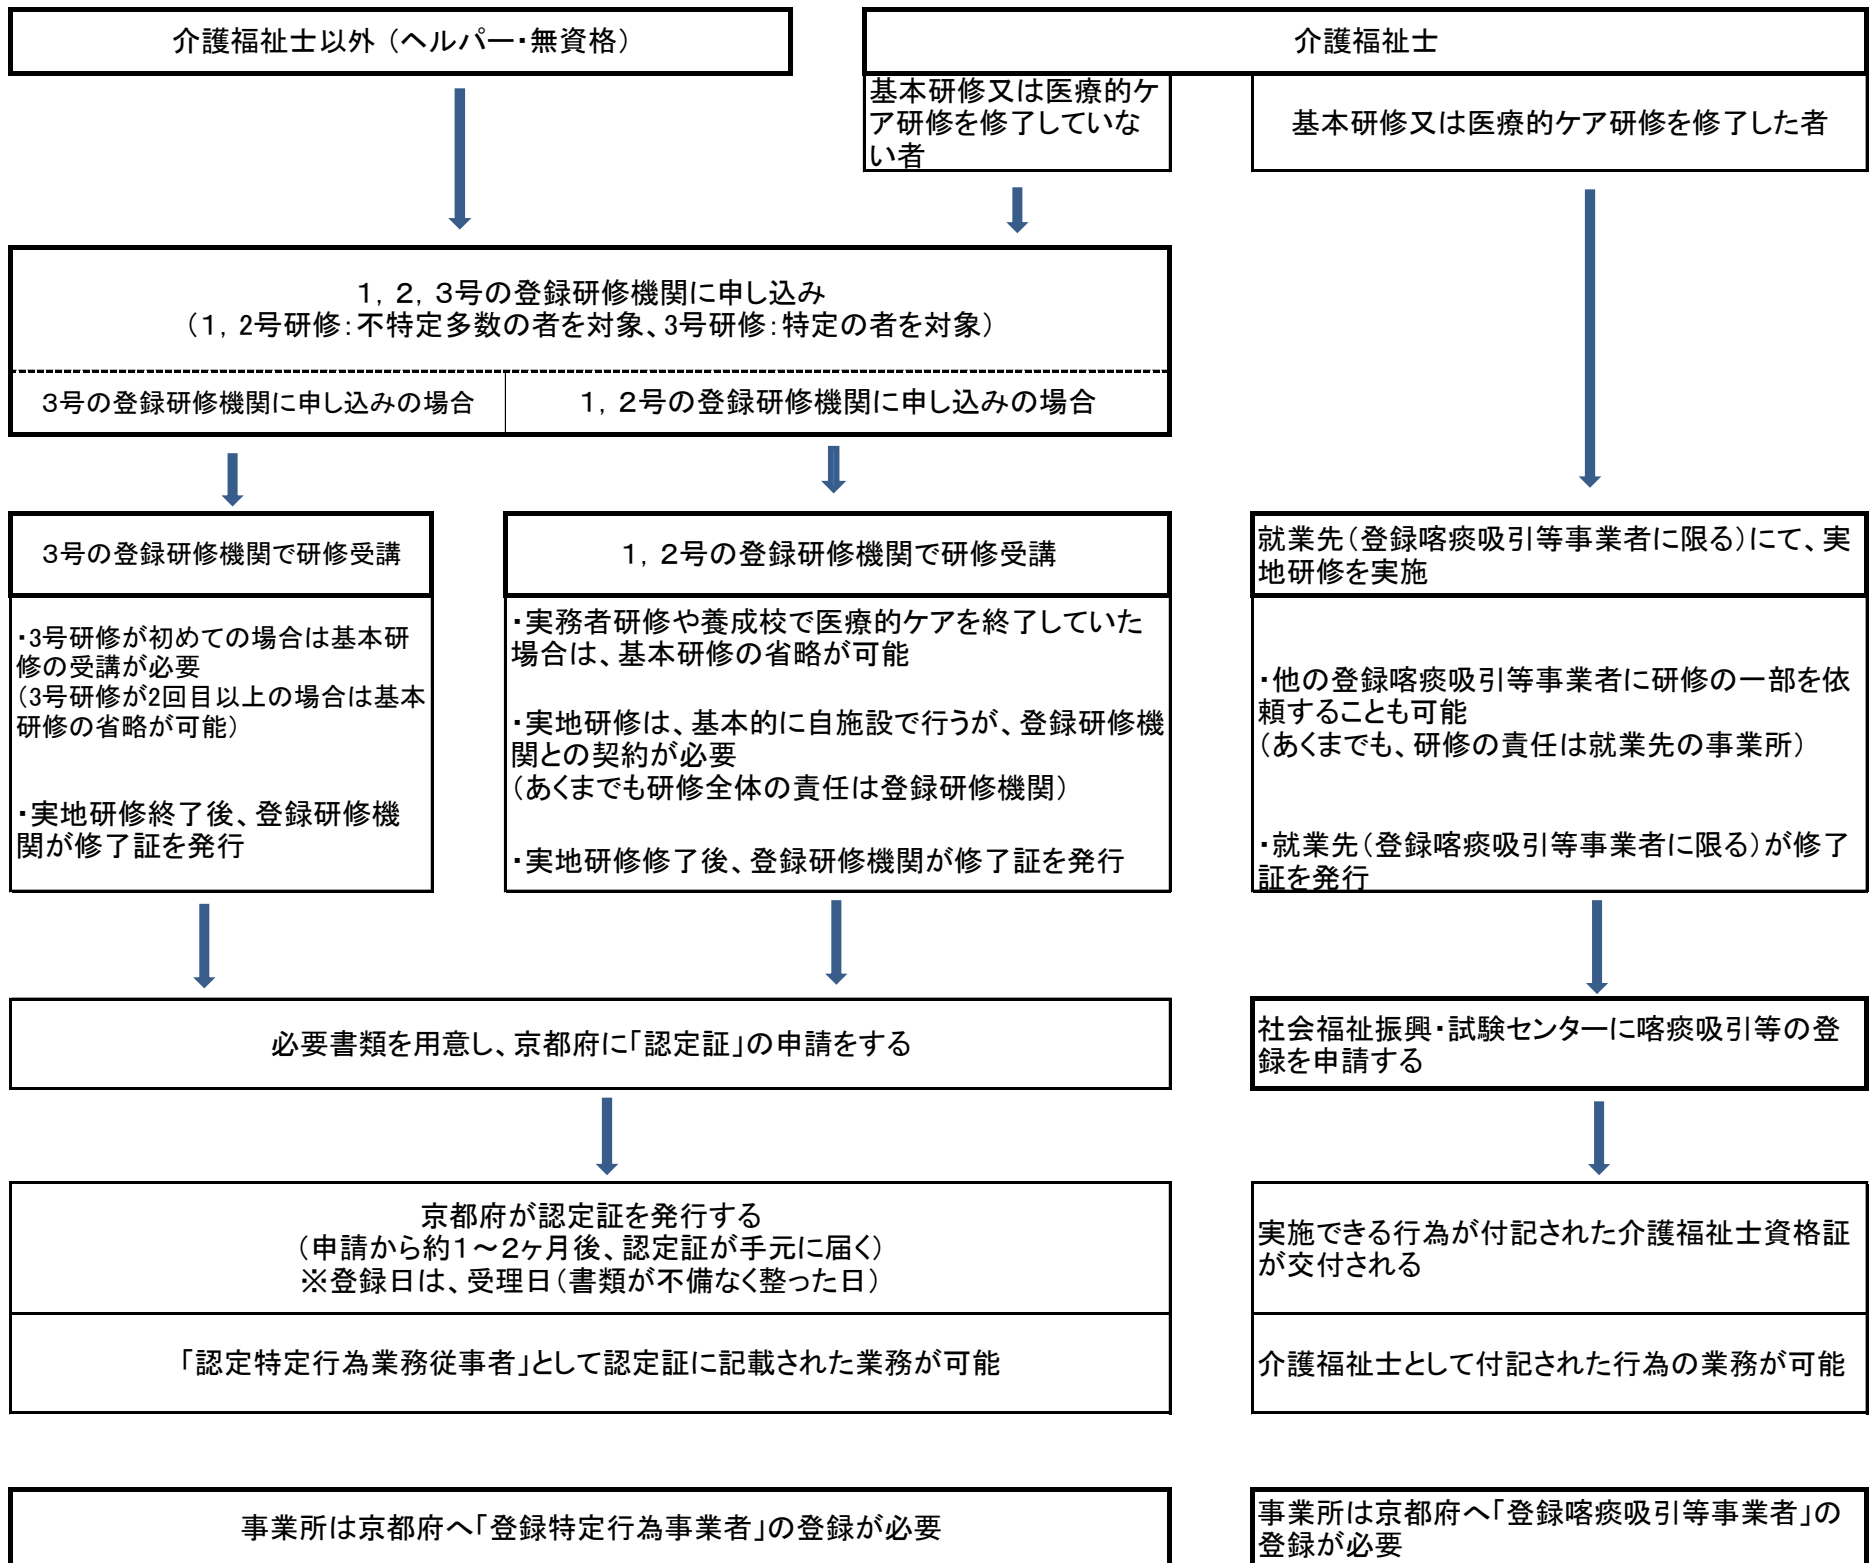 介護福祉士以外（ヘルパー・無資格）
介護福祉士
基本研修又は医療的ケ
ア研修を修了していな
い者
基本研修又は医療的ケア研修を修了した者
１，２，３号の登録研修機関に申し込み
（１，２号研修：不特定多数の者を対象、３号研修：特定の者を対象）
３号の登録研修機関に申し込みの場合
１，２号の登録研修機関に申し込みの場合
３号の登録研修機関で研修受講
・3号研修が初めての場合は基本研
修の受講が必要
（3号研修が2回目以上の場合は基本
研修の省略が可能）
・実地研修終了後、登録研修機
関が修了証を発行
１，２号の登録研修機関で研修受講
・実務者研修や養成校で医療的ケアを終了していた
場合は、基本研修の省略が可能
・実地研修は、基本的に自施設で行うが、登録研修機
関との契約が必要
（あくまでも研修全体の責任は登録研修機関）
・実地研修修了後、登録研修機関が修了証を発行
就業先（登録喀痰吸引等事業者に限る）にて、実
地研修を実施
・他の登録喀痰吸引等事業者に研修の一部を依
頼することも可能
（あくまでも、研修の責任は就業先の事業所）
・就業先（登録喀痰吸引等事業者に限る）が修了
証を発行
必要書類を用意し、京都府に「認定証」の申請をする
社会福祉振興・試験センターに喀痰吸引等の登
録を申請する
京都府が認定証を発行する
（申請から約１～２ヶ月後、認定証が手元に届く）
※登録日は、受理日（書類が不備なく整った日）
「認定特定行為業務従事者」として認定証に記載された業務が可能
実施できる行為が付記された介護福祉士資格証
が交付される
介護福祉士として付記された行為の業務が可能
事業所は京都府へ「登録特定行為事業者」の登録が必要
事業所は京都府へ「登録喀痰吸引等事業者」の
登録が必要